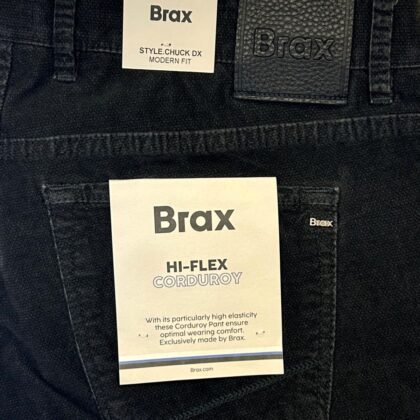 Brax
STYLE.CHUCK DX
MODERN FIT
Brax
Brax
Brax
HI-FLEX
CORDUROY
With its particularly high elasticity
these Corduroy Pant ensure
optimal wearing comfort.
Exclusively made by Brax.
Brax.com